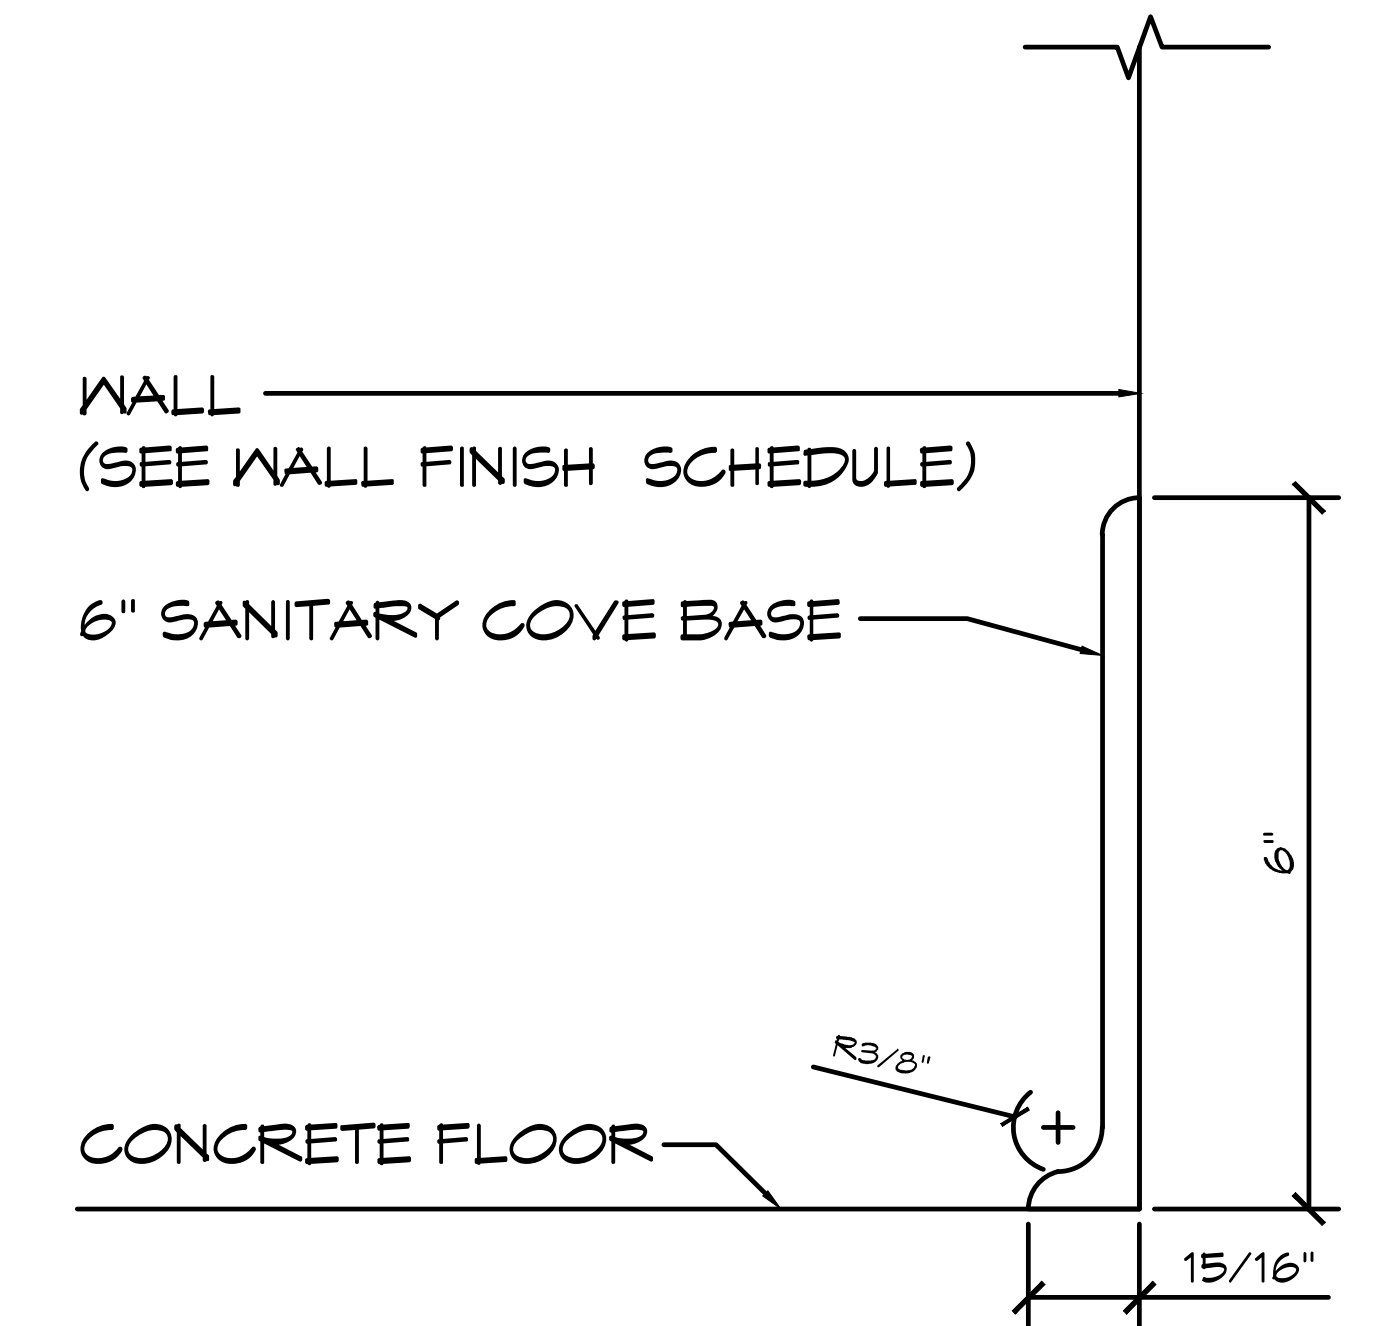 WALL
(SEE WALL FINISH SCHEDULE)
6" SANITARY COVE BASE
6"
R3/8"
CONCRETE FLOOR
15/16"